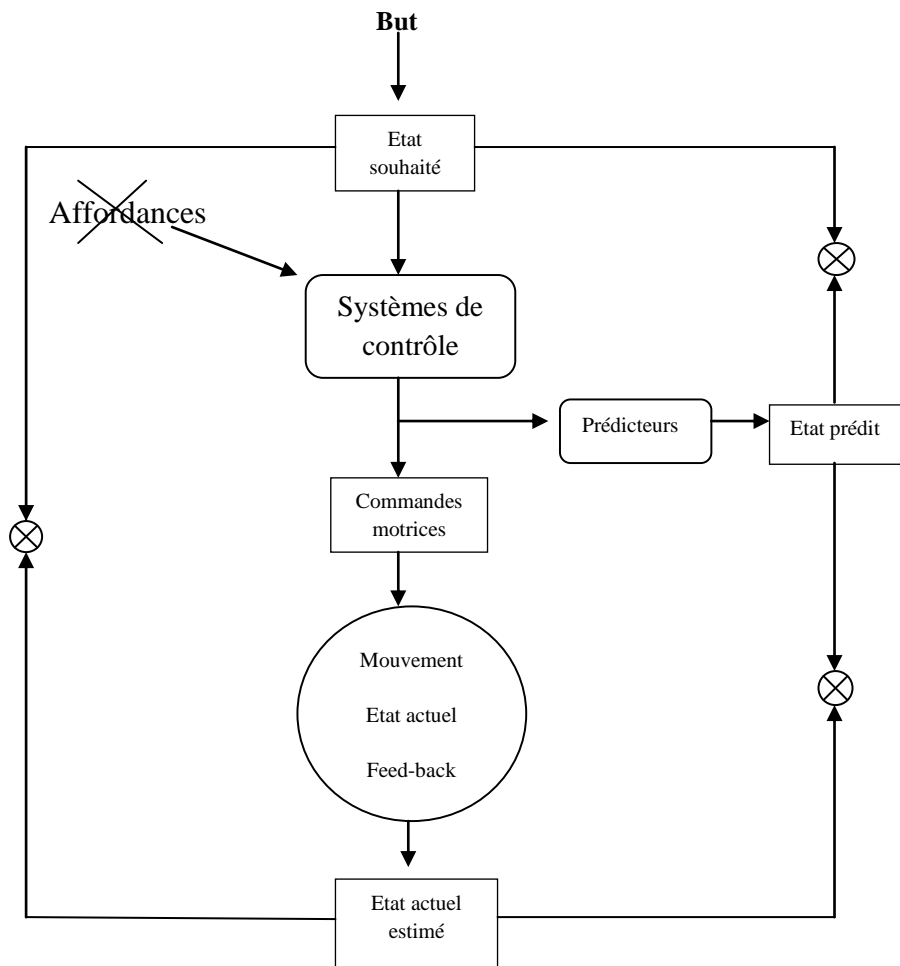 But
Etat
souhaité
Affordances
Systèmes de
contrôle
Prédicteurs
Etat prédit
Commandes
motrices
Mouvement
Etat actuel
Feed-back
Etat actuel
estimé